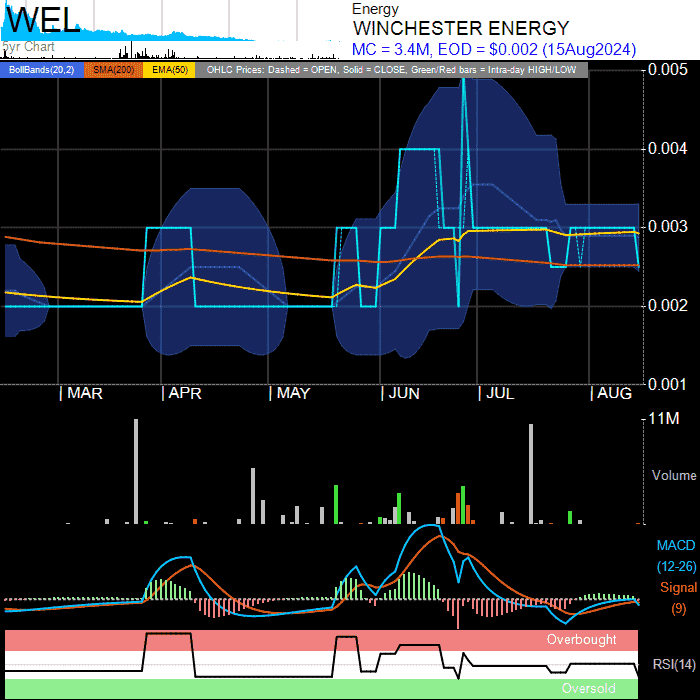 WEL
5yr Chart
Energy
WINCHESTER ENERGY
MC = 3.4M, EOD = $0.002 (15Aug2024)
BollBands(20,2) SMA(200) EMA(50) OHLC Prices: Dashed = OPEN, Solid = CLOSE, Green/Red bars = Intra-day HIGH/LOW
0.005
0.004
0.003
0.002
0.001
MAR APR MAY JUN JUL AUG
11M
Volume
MACD
(12-26)
Signal
(9)
Overbought
RSI(14)
Oversold